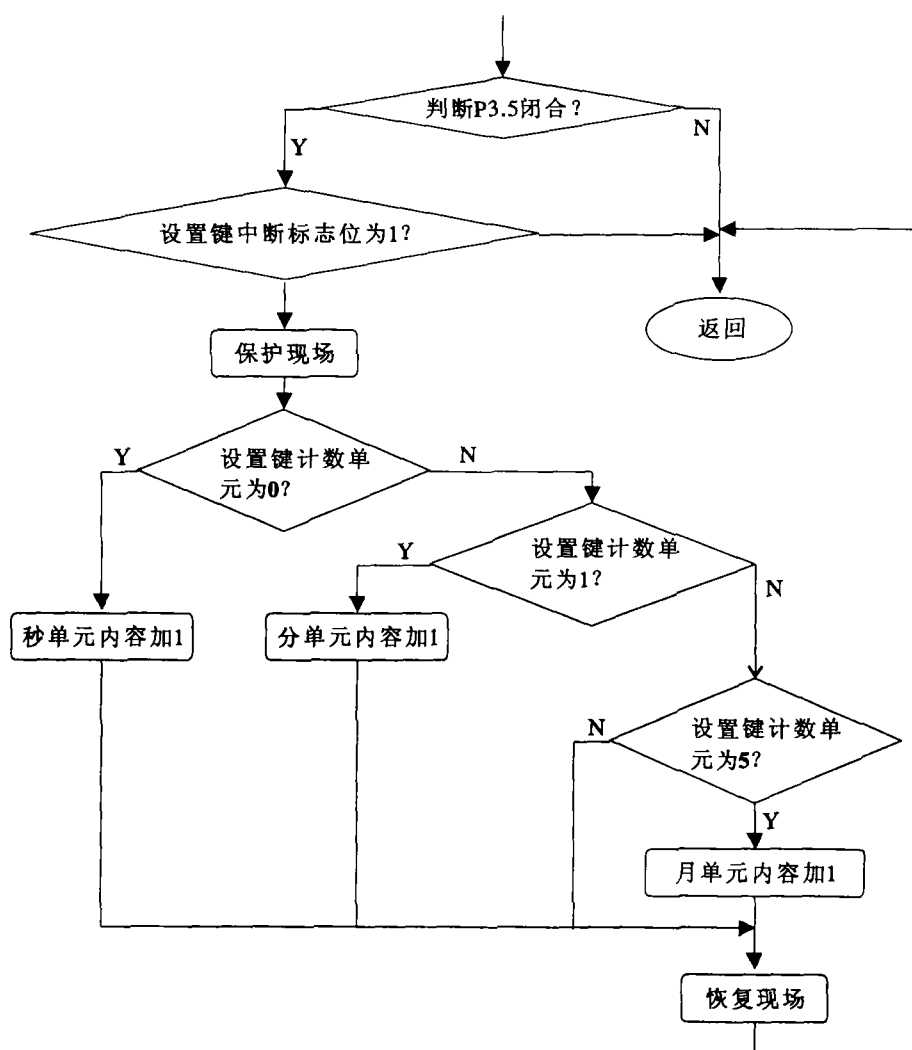 判断P3.5闭合?
Y
N
设置键中断标志位为1?
返回
保护现场
Y
设置键计数单
元为0?
N
Y
设置键计数单
元为1?
N
秒单元内容加1
分单元内容加1
N
设置键计数单
元为5?
Y
月单元内容加1
恢复现场